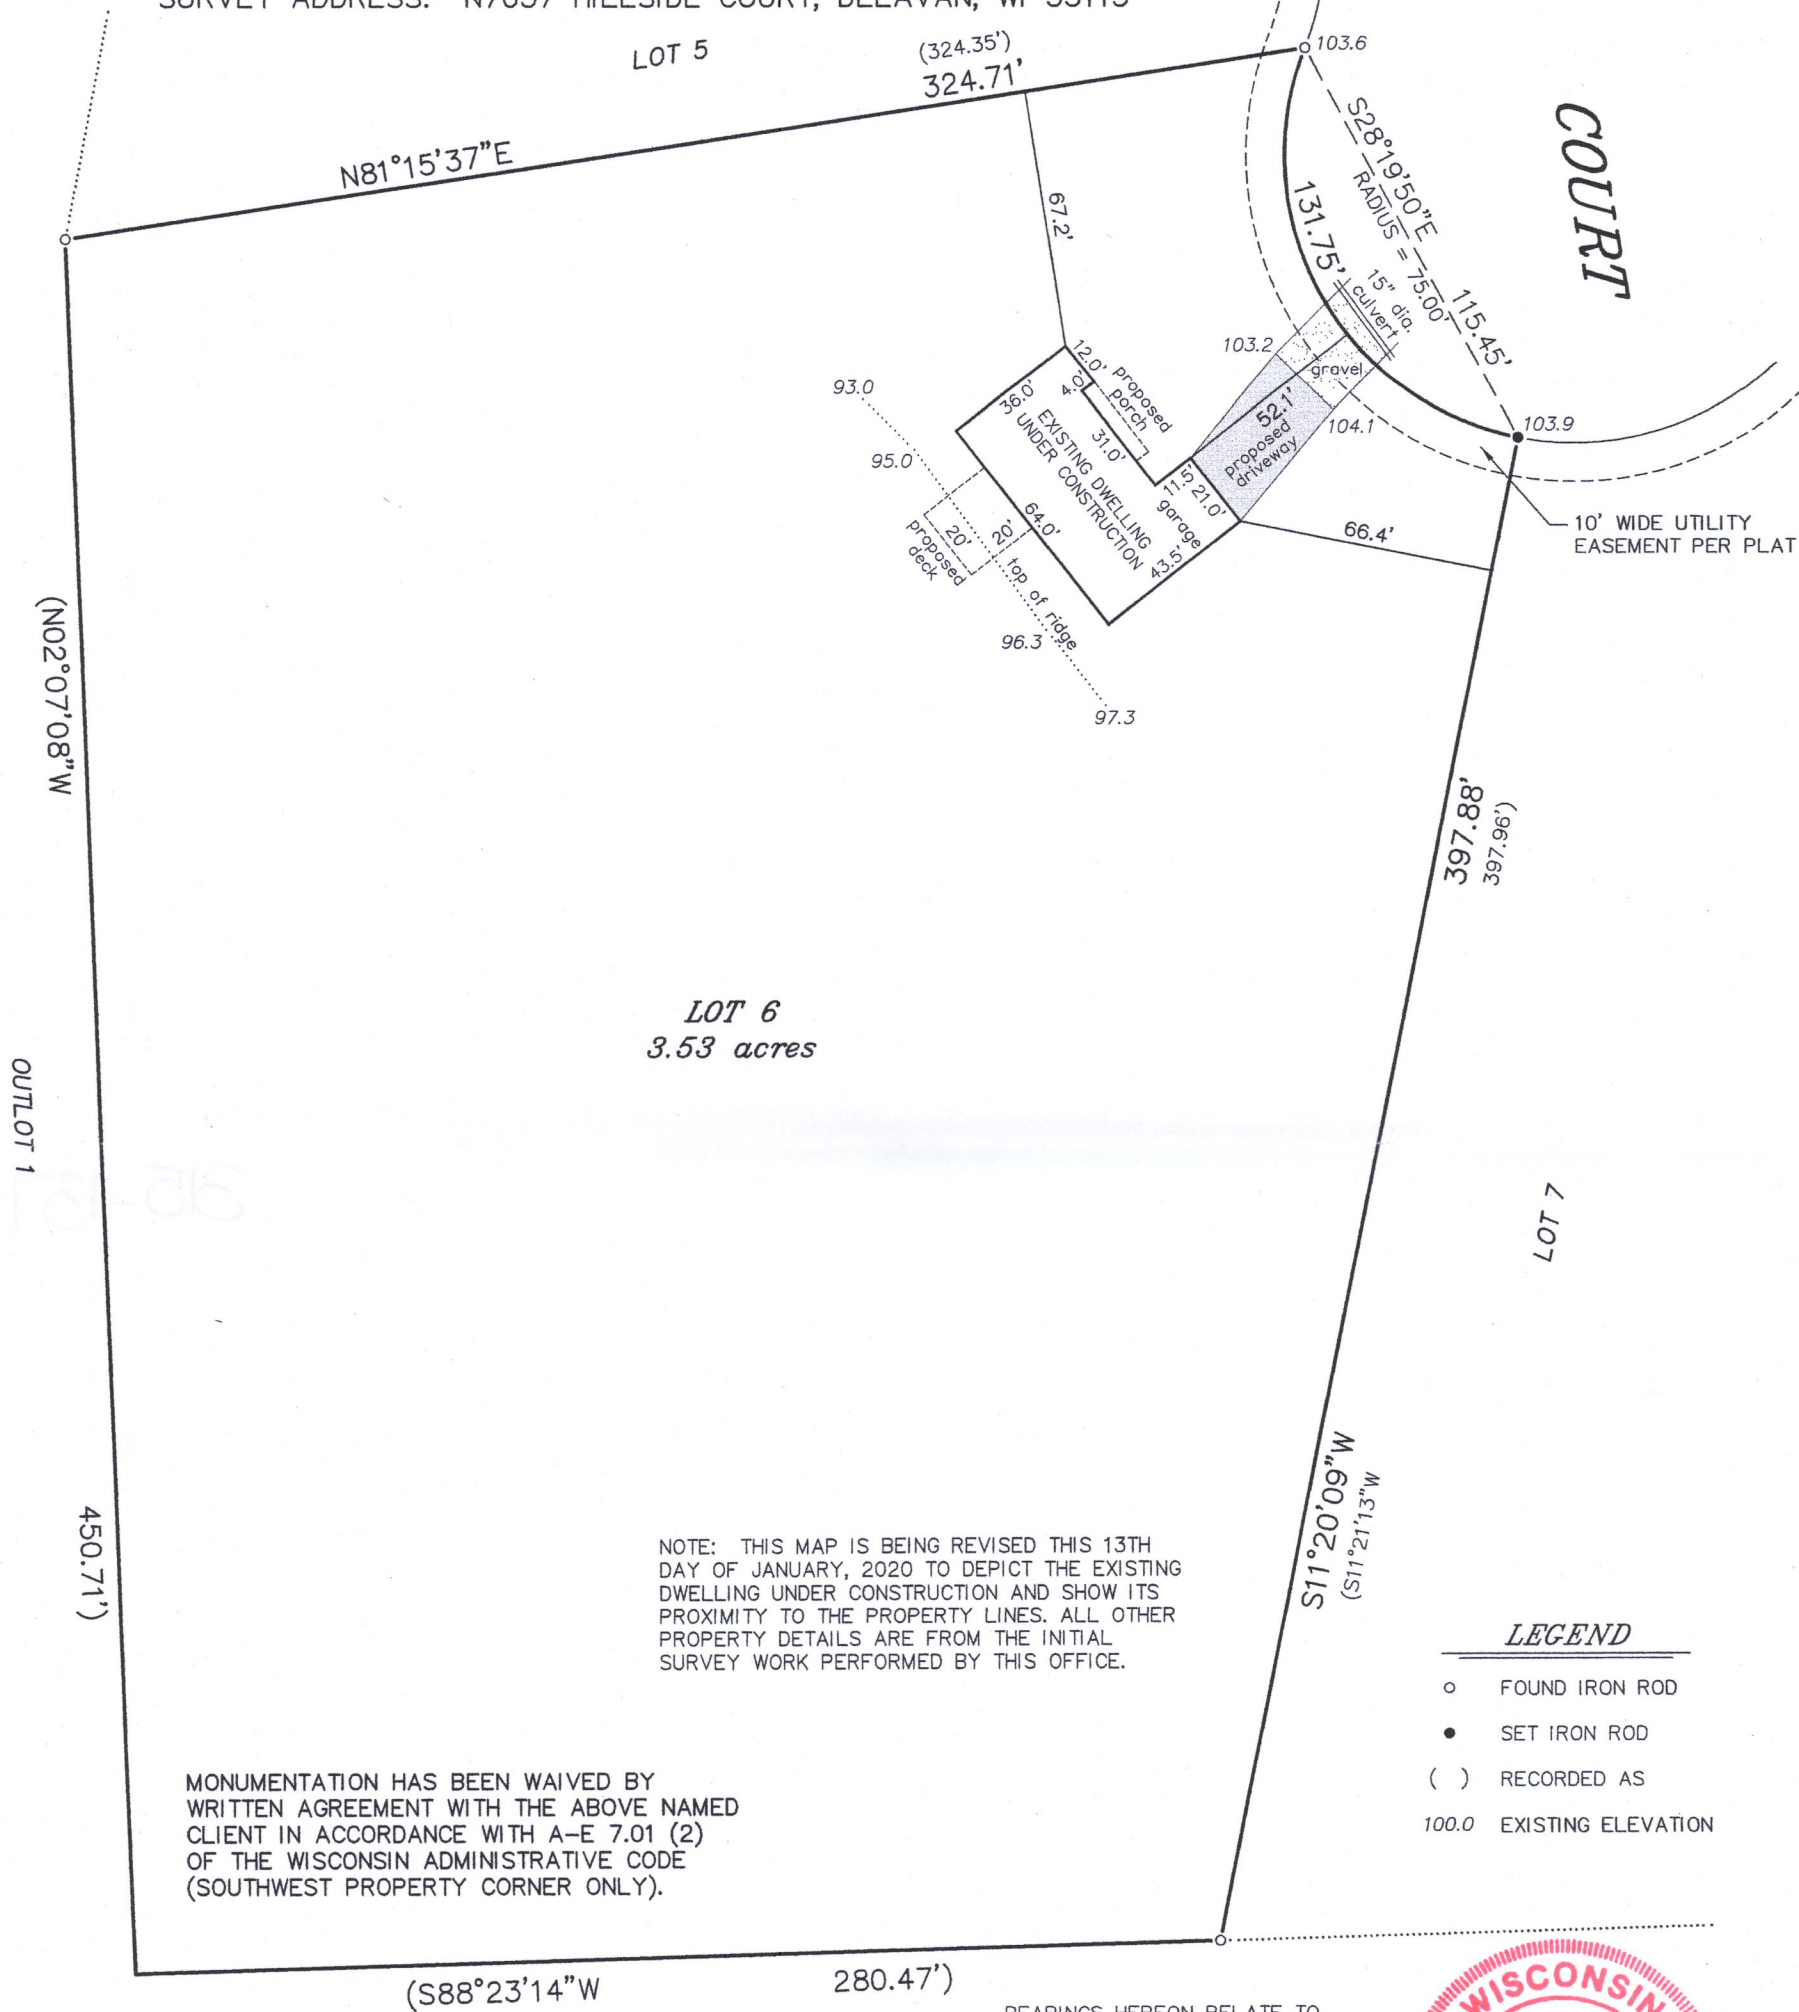 LOT 5
(324.35')
324.71'
N81°15'37"E
103.6
COURT
S28°19'50"E
115.45'
RADIUS = 75.00'
131.75'
15" dia.
culvert
67.2'
103.2
gravel
52.1'
proposed
driveway
104.1
103.9
10' WIDE UTILITY
EASEMENT PER PLAT
12.0'
4.0'
proposed
porch
36.0'
31.0'
EXISTING DWELLING
UNDER CONSTRUCTION
11.5'
21.0'
garage
43.5'
64.0'
66.4'
93.0
95.0
20'
20'
proposed
deck
top of ridge
96.3
97.3
(N02°07'08"W
450.71')
OUTLOT 1
397.88'
397.96')
LOT 6
3.53 acres
LOT 7
S11°20'09"W
(S11°21'13"W
NOTE: THIS MAP IS BEING REVISED THIS 13TH
DAY OF JANUARY, 2020 TO DEPICT THE EXISTING
DWELLING UNDER CONSTRUCTION AND SHOW ITS
PROXIMITY TO THE PROPERTY LINES. ALL OTHER
PROPERTY DETAILS ARE FROM THE INITIAL
SURVEY WORK PERFORMED BY THIS OFFICE.
LEGEND
FOUND IRON ROD
SET IRON ROD
( ) RECORDED AS
100.0 EXISTING ELEVATION
MONUMENTATION HAS BEEN WAIVED BY
WRITTEN AGREEMENT WITH THE ABOVE NAMED
CLIENT IN ACCORDANCE WITH A-E 7.01 (2)
OF THE WISCONSIN ADMINISTRATIVE CODE
(SOUTHWEST PROPERTY CORNER ONLY).
(S88°23'14"W
280.47')
WISCONSIN